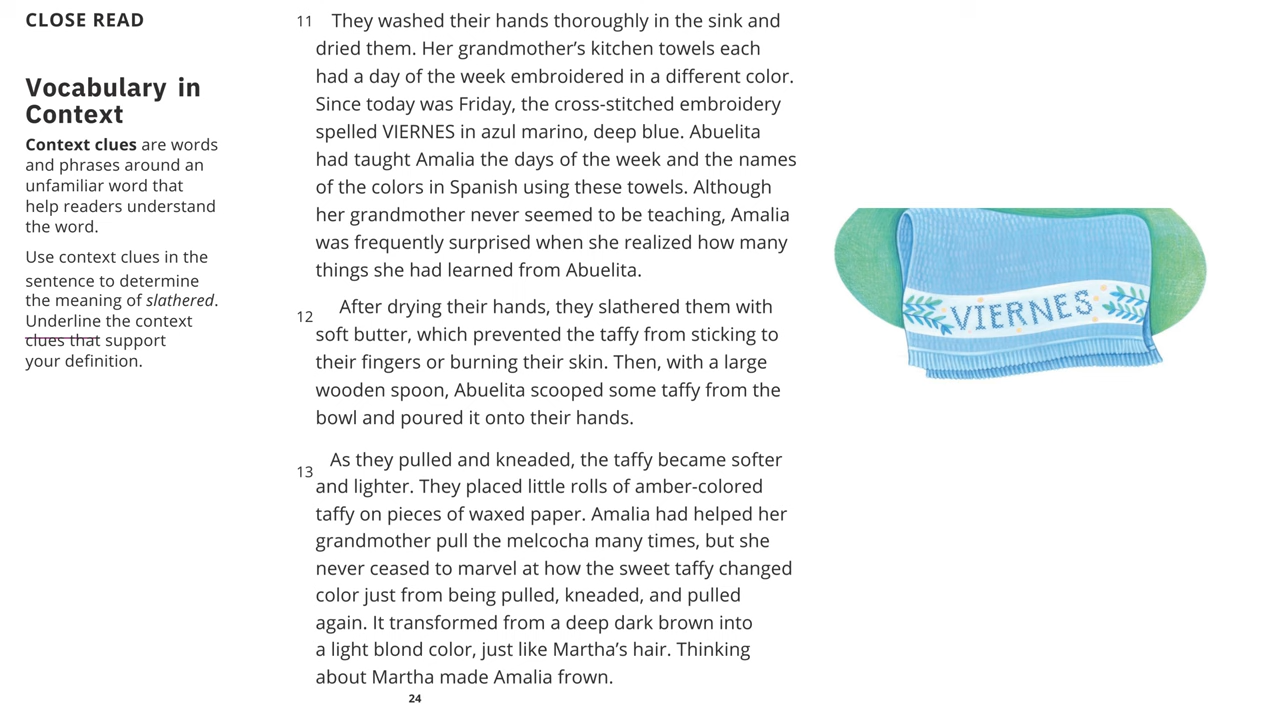 CLOSE READ
Vocabulary in
Context
Context clues are words
and phrases around an
unfamiliar word that
help readers understand
the word.
Use context clues in the
sentence to determine
the meaning of slathered.
Underline the context
clues that support
your definition.
11 They washed their hands thoroughly in the sink and
dried them. Her grandmother’s kitchen towels each
had a day of the week embroidered in a different color.
Since today was Friday, the cross-stitched embroidery
spelled VIERNES in azul marino, deep blue. Abuelita
had taught Amalia the days of the week and the names
of the colors in Spanish using these towels. Although
her grandmother never seemed to be teaching, Amalia
was frequently surprised when she realized how many
things she had learned from Abuelita.
12 After drying their hands, they slathered them with
soft butter, which prevented the taffy from sticking to
their fingers or burning their skin. Then, with a large
wooden spoon, Abuelita scooped some taffy from the
bowl and poured it onto their hands.
13 As they pulled and kneaded, the taffy became softer
and lighter. They placed little rolls of amber-colored
taffy on pieces of waxed paper. Amalia had helped her
grandmother pull the melcocha many times, but she
never ceased to marvel at how the sweet taffy changed
color just from being pulled, kneaded, and pulled
again. It transformed from a deep dark brown into
a light blond color, just like Martha’s hair. Thinking
about Martha made Amalia frown.
24
VIERNES